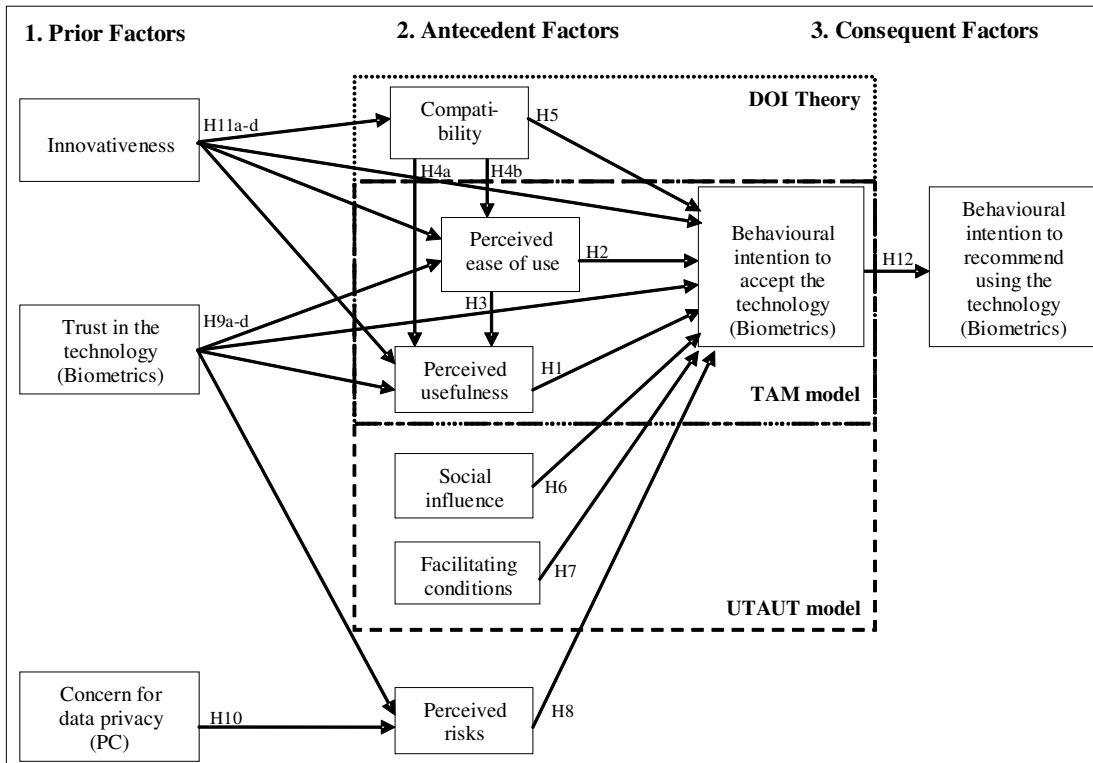 1. Prior Factors
2. Antecedent Factors
3. Consequent Factors
DOI Theory
Compati-
bility
H11a-d
H5
Innovativeness
H4a
H4b
Perceived
ease of use
H2
Behavioural
intention to
accept the
technology
(Biometrics)
H12
Behavioural
intention to
recommend
using the
technology
(Biometrics)
H9a-d
H3
Trust in the
technology
(Biometrics)
Perceived
usefulness
H1
TAM model
Social
influence
H6
Facilitating
conditions
H7
UTAUT model
Concern for
data privacy
(PC)
H10
Perceived
risks
H8